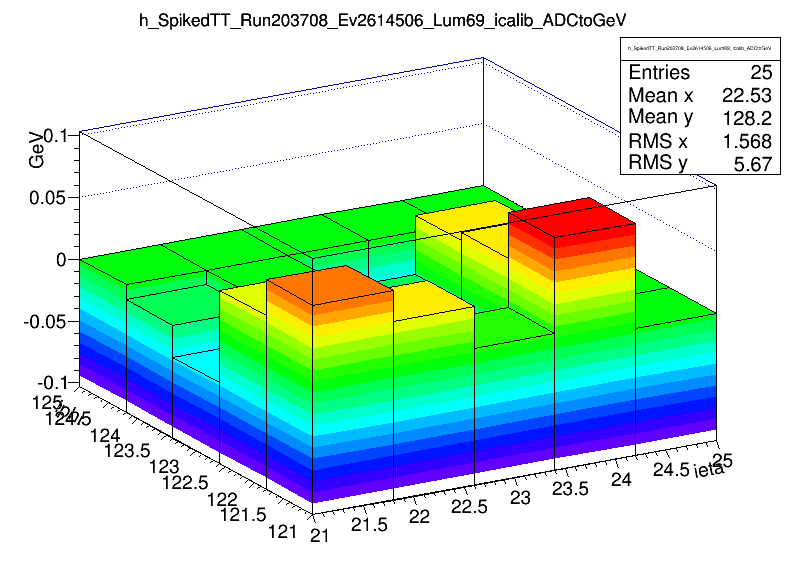 h_SpikedTT_Run203708_Ev2614506_Lum69_icalib_ADCtoGeV
h_SpikedTT_Run203708_Ev2614506_Lum69_icalib_ADCtoGeV
Entries 25
Mean x 22.53
Mean y 128.2
RMS x 1.568
RMS y 5.67
GeV
0.1
0.05
0
-0.05
-0.1
125
124.5
124
123.5
123
122.5
122
121.5
121
21
21.5
22
22.5
23
23.5
24
24.5
25
ieta